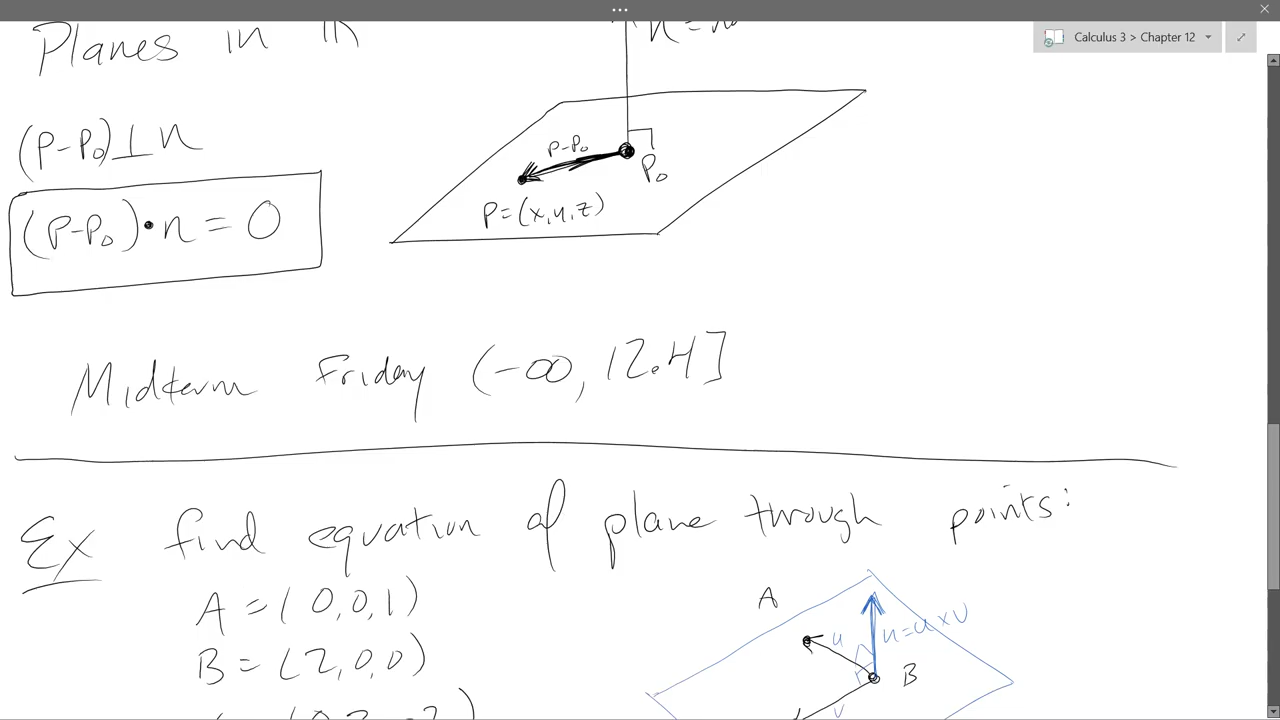 Calculus 3 > Chapter 12
Planes in ℝ
n =
(P-P₀)⊥n
(P-P₀)•n = 0
P-P₀
P₀
P=(x,y,z)
Midterm Friday (-∞, 12.4]
Ex find equation of plane through points:
A = (0,0,1)
B = (2,0,0)
A
u
n=u×v
B
v